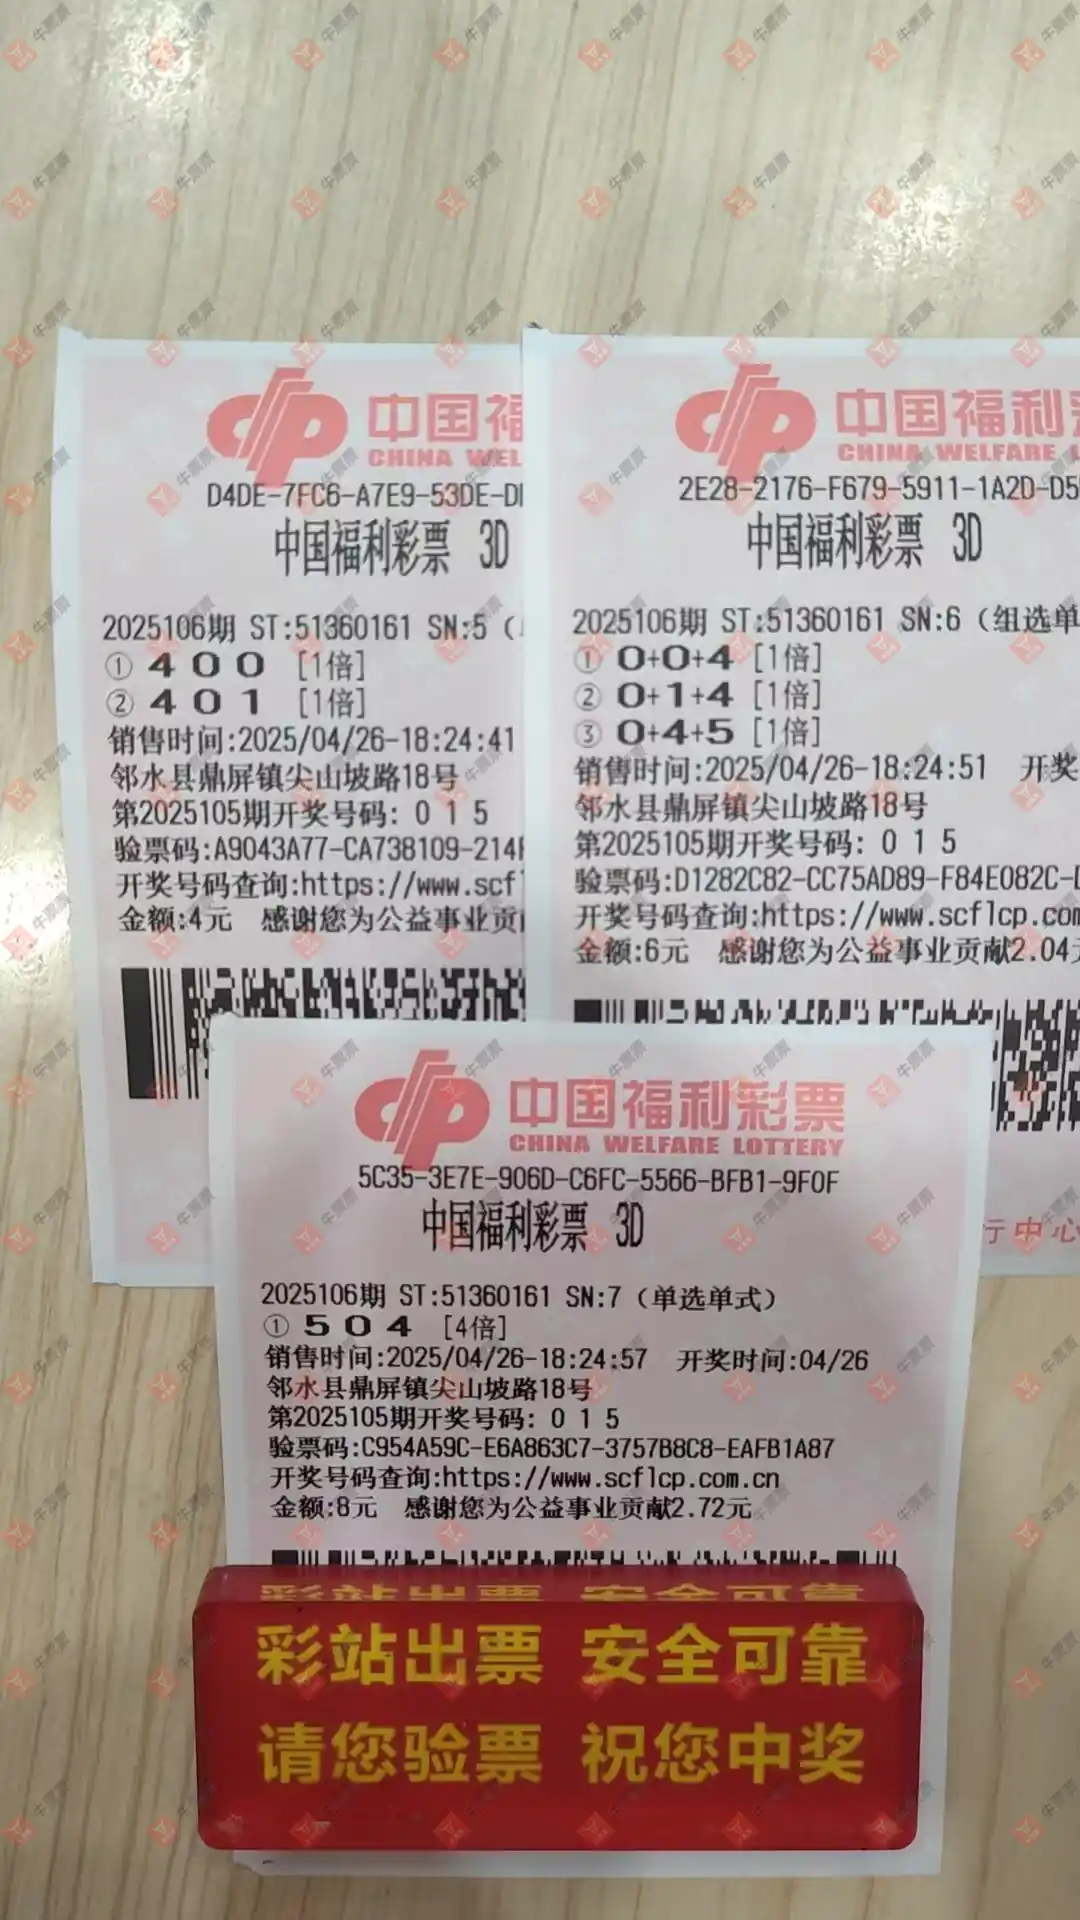 中国福
CHINA WEL
D4DE-7FC6-A7E9-53DE-D
中国福利彩票 3D
2025106期 ST:51360161 SN:5 (
① 4 0 0 [1倍]
② 4 0 1 [1倍]
销售时间:2025/04/26-18:24:41
邻水县鼎屏镇尖山坡路18号
第2025105期开奖号码: 0 1 5
验票码:A9043A77-CA738109-214
开奖号码查询:https://www.scf
金额:4元 感谢您为公益事业贡
中国福利
CHINA WELFARE
2E28-2176-F679-5911-1A2D-D5
中国福利彩票 3D
2025106期 ST:51360161 SN:6 (组选单
① 0+0+4 [1倍]
② 0+1+4 [1倍]
③ 0+4+5 [1倍]
销售时间:2025/04/26-18:24:51 开奖
邻水县鼎屏镇尖山坡路18号
第2025105期开奖号码: 0 1 5
验票码:D1282C82-CC75AD89-F84E082C-
开奖号码查询:https://www.scflcp.com
金额:6元 感谢您为公益事业贡献2.04
行中心
中国福利彩票
CHINA WELFARE LOTTERY
5C35-3E7E-906D-C6FC-5566-BFB1-9F0F
中国福利彩票 3D
2025106期 ST:51360161 SN:7 (单选单式)
① 5 0 4 [4倍]
销售时间:2025/04/26-18:24:57 开奖时间:04/26
邻水县鼎屏镇尖山坡路18号
第2025105期开奖号码: 0 1 5
验票码:C954A59C-E6A863C7-3757B8C8-EAFB1A87
开奖号码查询:https://www.scflcp.com.cn
金额:8元 感谢您为公益事业贡献2.72元
彩站出票 安全可靠
请您验票 祝您中奖
牛票票